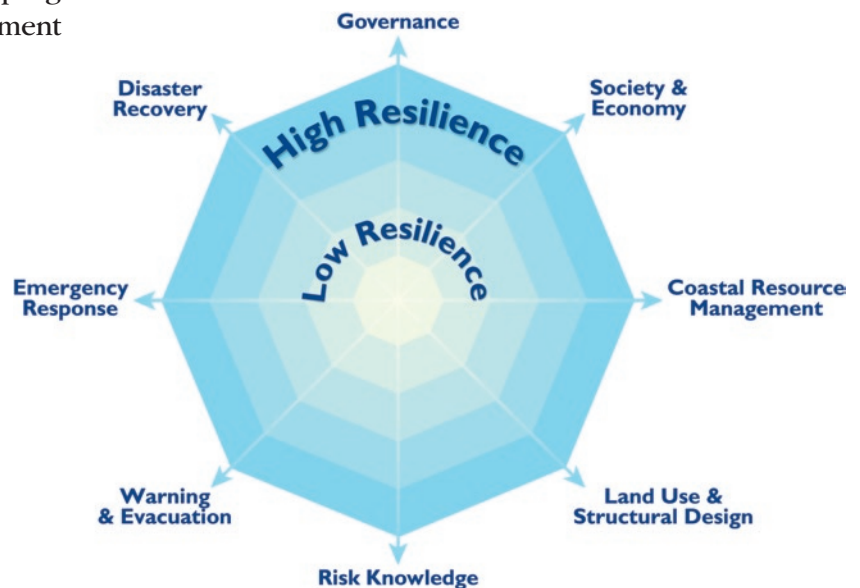 ment
Governance
Disaster
Recovery
Society &
Economy
High Resilience
Low Resilience
Emergency
Response
Coastal Resource
Management
Warning
& Evacuation
Land Use &
Structural Design
Risk Knowledge